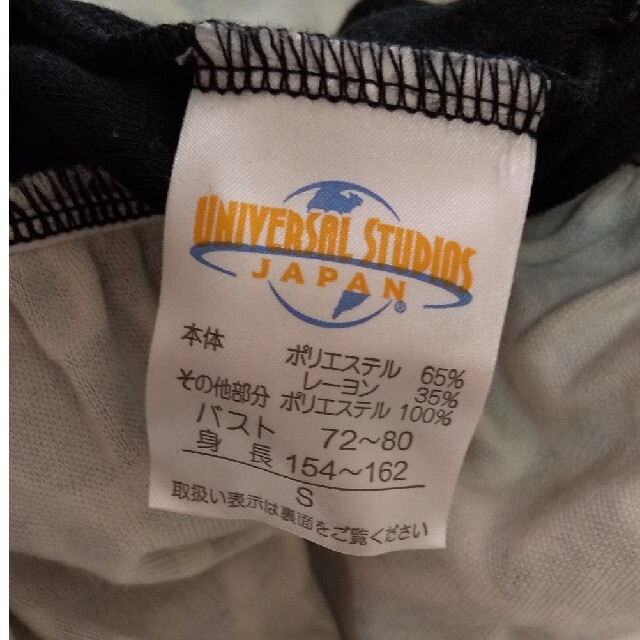 UNIVERSAL STUDIOS
JAPAN
®
本体 ポリエステル 65%
レーヨン 35%
その他部分 ポリエステル 100%
バスト 72～80
身長 154～162
S
取扱い表示は裏面をご覧ください